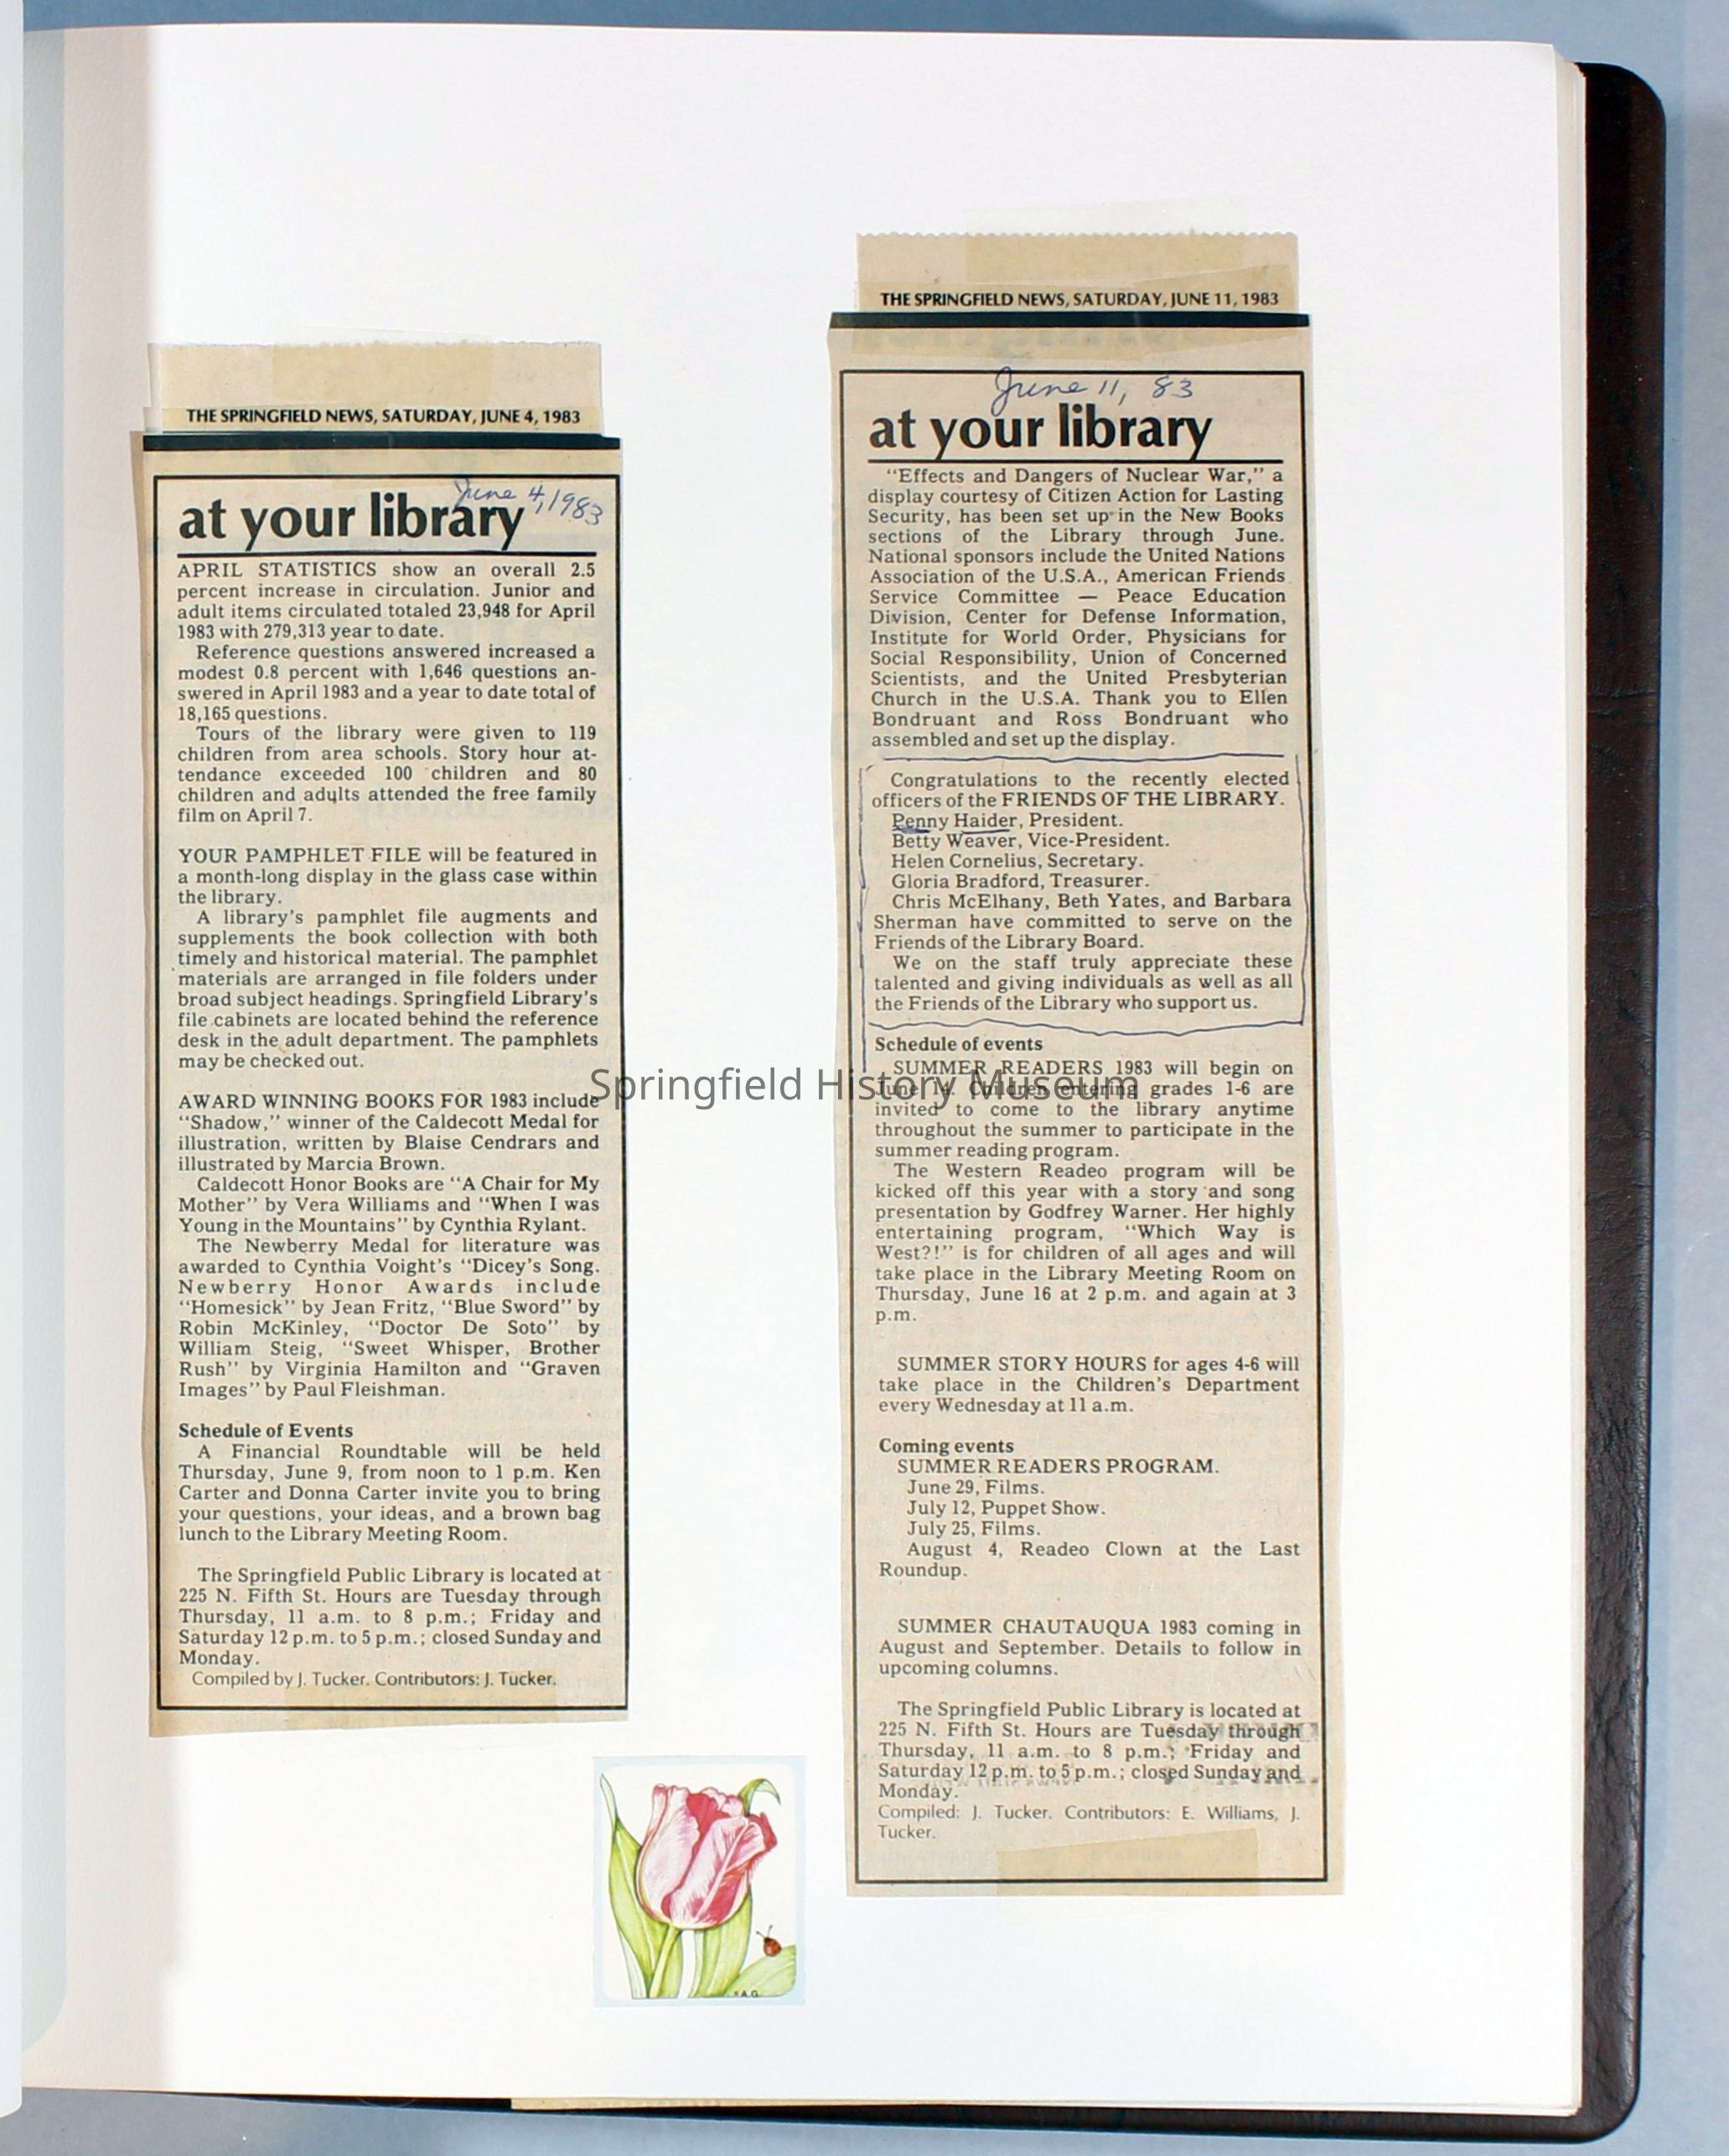 THE SPRINGFIELD NEWS, SATURDAY, JUNE 4, 1983
June 4, 1983
at your library
APRIL STATISTICS show an overall 2.5
percent increase in circulation. Junior and
adult items circulated totaled 23,948 for April
1983 with 279,313 year to date.
Reference questions answered increased a
modest 0.8 percent with 1,646 questions an-
swered in April 1983 and a year to date total of
18,165 questions.
Tours of the library were given to 119
children from area schools. Story hour at-
tendance exceeded 100 children and 80
children and adults attended the free family
film on April 7.
YOUR PAMPHLET FILE will be featured in
a month-long display in the glass case within
the library.
A library's pamphlet file augments and
supplements the book collection with both
timely and historical material. The pamphlet
materials are arranged in file folders under
broad subject headings. Springfield Library's
file cabinets are located behind the reference
desk in the adult department. The pamphlets
may be checked out.
AWARD WINNING BOOKS FOR 1983 include
"Shadow," winner of the Caldecott Medal for
illustration, written by Blaise Cendrars and
illustrated by Marcia Brown.
Caldecott Honor Books are "A Chair for My
Mother" by Vera Williams and "When I was
Young in the Mountains" by Cynthia Rylant.
The Newberry Medal for literature was
awarded to Cynthia Voight's "Dicey's Song.
Newberry Honor Awards include
"Homesick" by Jean Fritz, "Blue Sword" by
Robin McKinley, "Doctor De Soto" by
William Steig, "Sweet Whisper, Brother
Rush" by Virginia Hamilton and "Graven
Images" by Paul Fleishman.
Schedule of Events
A Financial Roundtable will be held
Thursday, June 9, from noon to 1 p.m. Ken
Carter and Donna Carter invite you to bring
your questions, your ideas, and a brown bag
lunch to the Library Meeting Room.
The Springfield Public Library is located at
225 N. Fifth St. Hours are Tuesday through
Thursday, 11 a.m. to 8 p.m.; Friday and
Saturday 12 p.m. to 5 p.m.; closed Sunday and
Monday.
Compiled by J. Tucker. Contributors: J. Tucker.
THE SPRINGFIELD NEWS, SATURDAY, JUNE 11, 1983
June 11, 83
at your library
"Effects and Dangers of Nuclear War," a
display courtesy of Citizen Action for Lasting
Security, has been set up in the New Books
sections of the Library through June.
National sponsors include the United Nations
Association of the U.S.A., American Friends
Service Committee — Peace Education
Division, Center for Defense Information,
Institute for World Order, Physicians for
Social Responsibility, Union of Concerned
Scientists, and the United Presbyterian
Church in the U.S.A. Thank you to Ellen
Bondruant and Ross Bondruant who
assembled and set up the display.
Congratulations to the recently elected
officers of the FRIENDS OF THE LIBRARY.
Penny Haider, President.
Betty Weaver, Vice-President.
Helen Cornelius, Secretary.
Gloria Bradford, Treasurer.
Chris McElhany, Beth Yates, and Barbara
Sherman have committed to serve on the
Friends of the Library Board.
We on the staff truly appreciate these
talented and giving individuals as well as all
the Friends of the Library who support us.
Schedule of events
SUMMER READERS 1983 will begin on
June 14. Children entering grades 1-6 are
invited to come to the library anytime
throughout the summer to participate in the
summer reading program.
The Western Readeo program will be
kicked off this year with a story and song
presentation by Godfrey Warner. Her highly
entertaining program, "Which Way is
West?!" is for children of all ages and will
take place in the Library Meeting Room on
Thursday, June 16 at 2 p.m. and again at 3
p.m.
SUMMER STORY HOURS for ages 4-6 will
take place in the Children's Department
every Wednesday at 11 a.m.
Coming events
SUMMER READERS PROGRAM.
June 29, Films.
July 12, Puppet Show.
July 25, Films.
August 4, Readeo Clown at the Last
Roundup.
SUMMER CHAUTAUQUA 1983 coming in
August and September. Details to follow in
upcoming columns.
The Springfield Public Library is located at
225 N. Fifth St. Hours are Tuesday through
Thursday, 11 a.m. to 8 p.m.; Friday and
Saturday 12 p.m. to 5 p.m.; closed Sunday and
Monday.
Compiled: J. Tucker. Contributors: E. Williams, J.
Tucker.
Springfield History Museum
A.G.